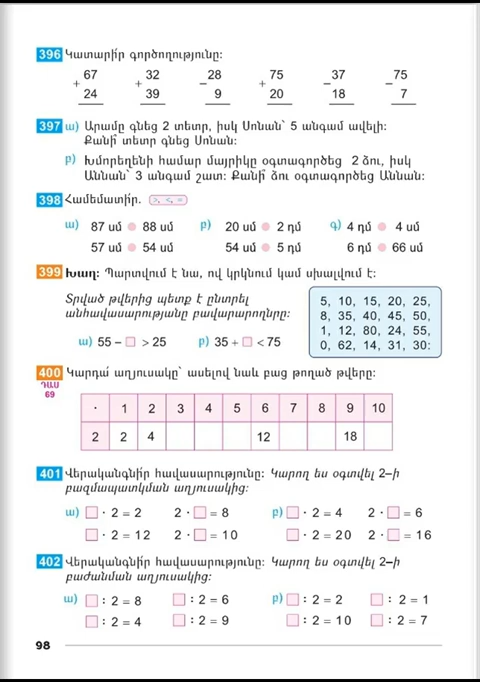 396 Կատարի՛ր գործողությունը:
+ 67 + 32 − 28 + 75 − 37 − 75
24 39 9 20 18 7
397 ա) Արամը գնեց 2 տետր, իսկ Սոնան՝ 5 անգամ ավելի:
Քանի՞ տետր գնեց Սոնան:
բ) Խմորեղենի համար մայրիկը օգտագործեց 2 ձու, իսկ
Աննան՝ 3 անգամ շատ: Քանի՞ ձու օգտագործեց Աննան:
398 Համեմատի՛ր. >, <, =
ա) 87 սմ 88 սմ բ) 20 սմ 2 դմ գ) 4 դմ 4 սմ
57 սմ 54 սմ 54 սմ 5 դմ 6 դմ 66 սմ
399 Խաղ: Պարտվում է նա, ով կրկնում կամ սխալվում է:
Տրված թվերից պետք է ընտրել
անհավասարությանը բավարարողները:
ա) 55 − □ > 25 բ) 35 + □ < 75
5, 10, 15, 20, 25,
8, 35, 40, 45, 50,
1, 12, 80, 24, 55,
0, 62, 14, 31, 30:
400 Կարդա՛ աղյուսակը՝ ասելով նաև բաց թողած թվերը:
ԴԱՍ
69
· 1 2 3 4 5 6 7 8 9 10
2 2 4 12 18
401 Վերականգնի՛ր հավասարությունը: Կարող ես օգտվել 2–ի
բազմապատկման աղյուսակից:
ա) □ · 2 = 2 2 · □ = 8 բ) □ · 2 = 4 2 · □ = 6
□ · 2 = 12 2 · □ = 10 □ · 2 = 20 2 · □ = 16
402 Վերականգնի՛ր հավասարությունը: Կարող ես օգտվել 2–ի
բաժանման աղյուսակից:
ա) □ : 2 = 8 □ : 2 = 6 բ) □ : 2 = 2 □ : 2 = 1
□ : 2 = 4 □ : 2 = 9 □ : 2 = 10 □ : 2 = 7
98